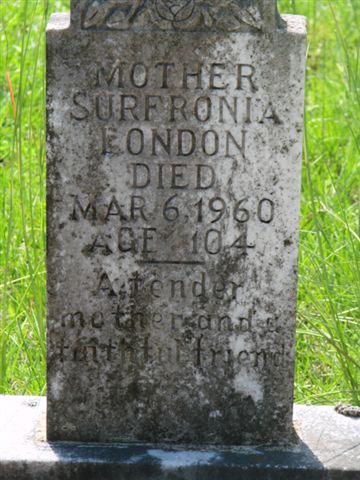 MOTHER
SURFRONIA
LONDON
DIED
MAR 6, 1960
AGE 104
A tender
mother and a
faithful friend